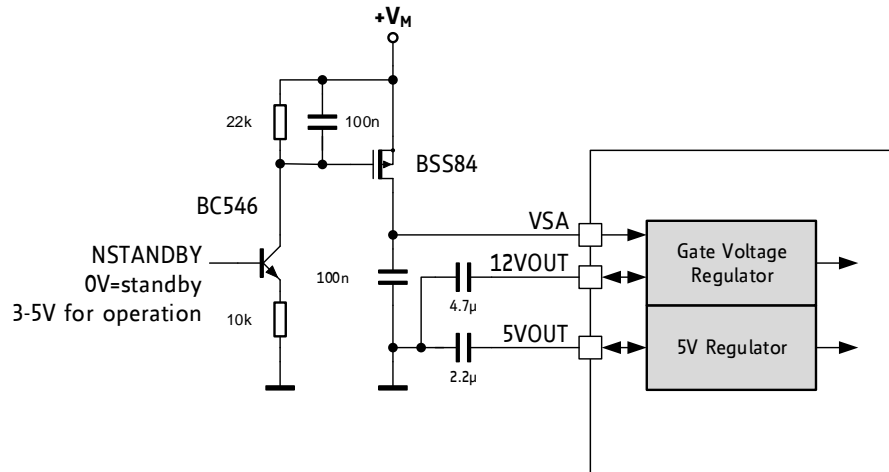 +VM
22k
100n
BSS84
BC546
VSA
NSTANDBY
0V=standby
3-5V for operation
100n
12VOUT
Gate Voltage
Regulator
4.7µ
10k
5VOUT
5V Regulator
2.2µ